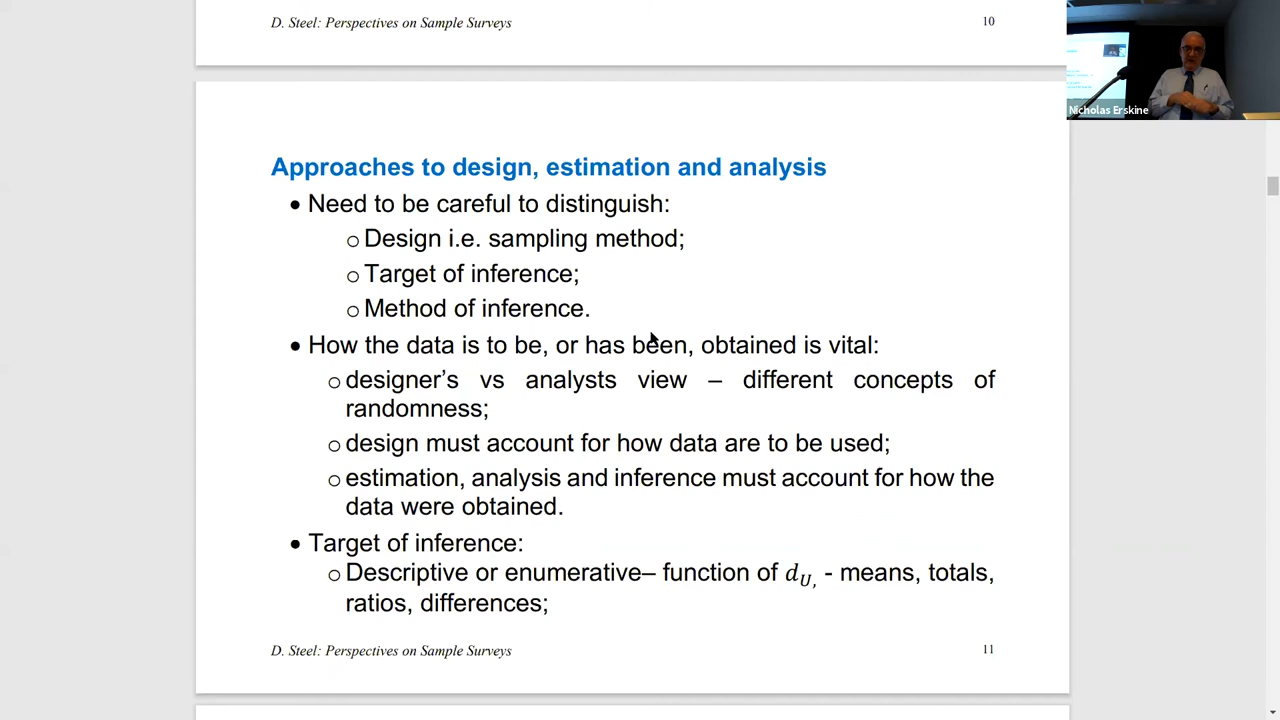 D. Steel: Perspectives on Sample Surveys 10
Nicholas Erskine
Approaches to design, estimation and analysis
• Need to be careful to distinguish:
o Design i.e. sampling method;
o Target of inference;
o Method of inference.
• How the data is to be, or has been, obtained is vital:
o designer’s vs analysts view – different concepts of
randomness;
o design must account for how data are to be used;
o estimation, analysis and inference must account for how the
data were obtained.
• Target of inference:
o Descriptive or enumerative– function of d_U, - means, totals,
ratios, differences;
D. Steel: Perspectives on Sample Surveys 11